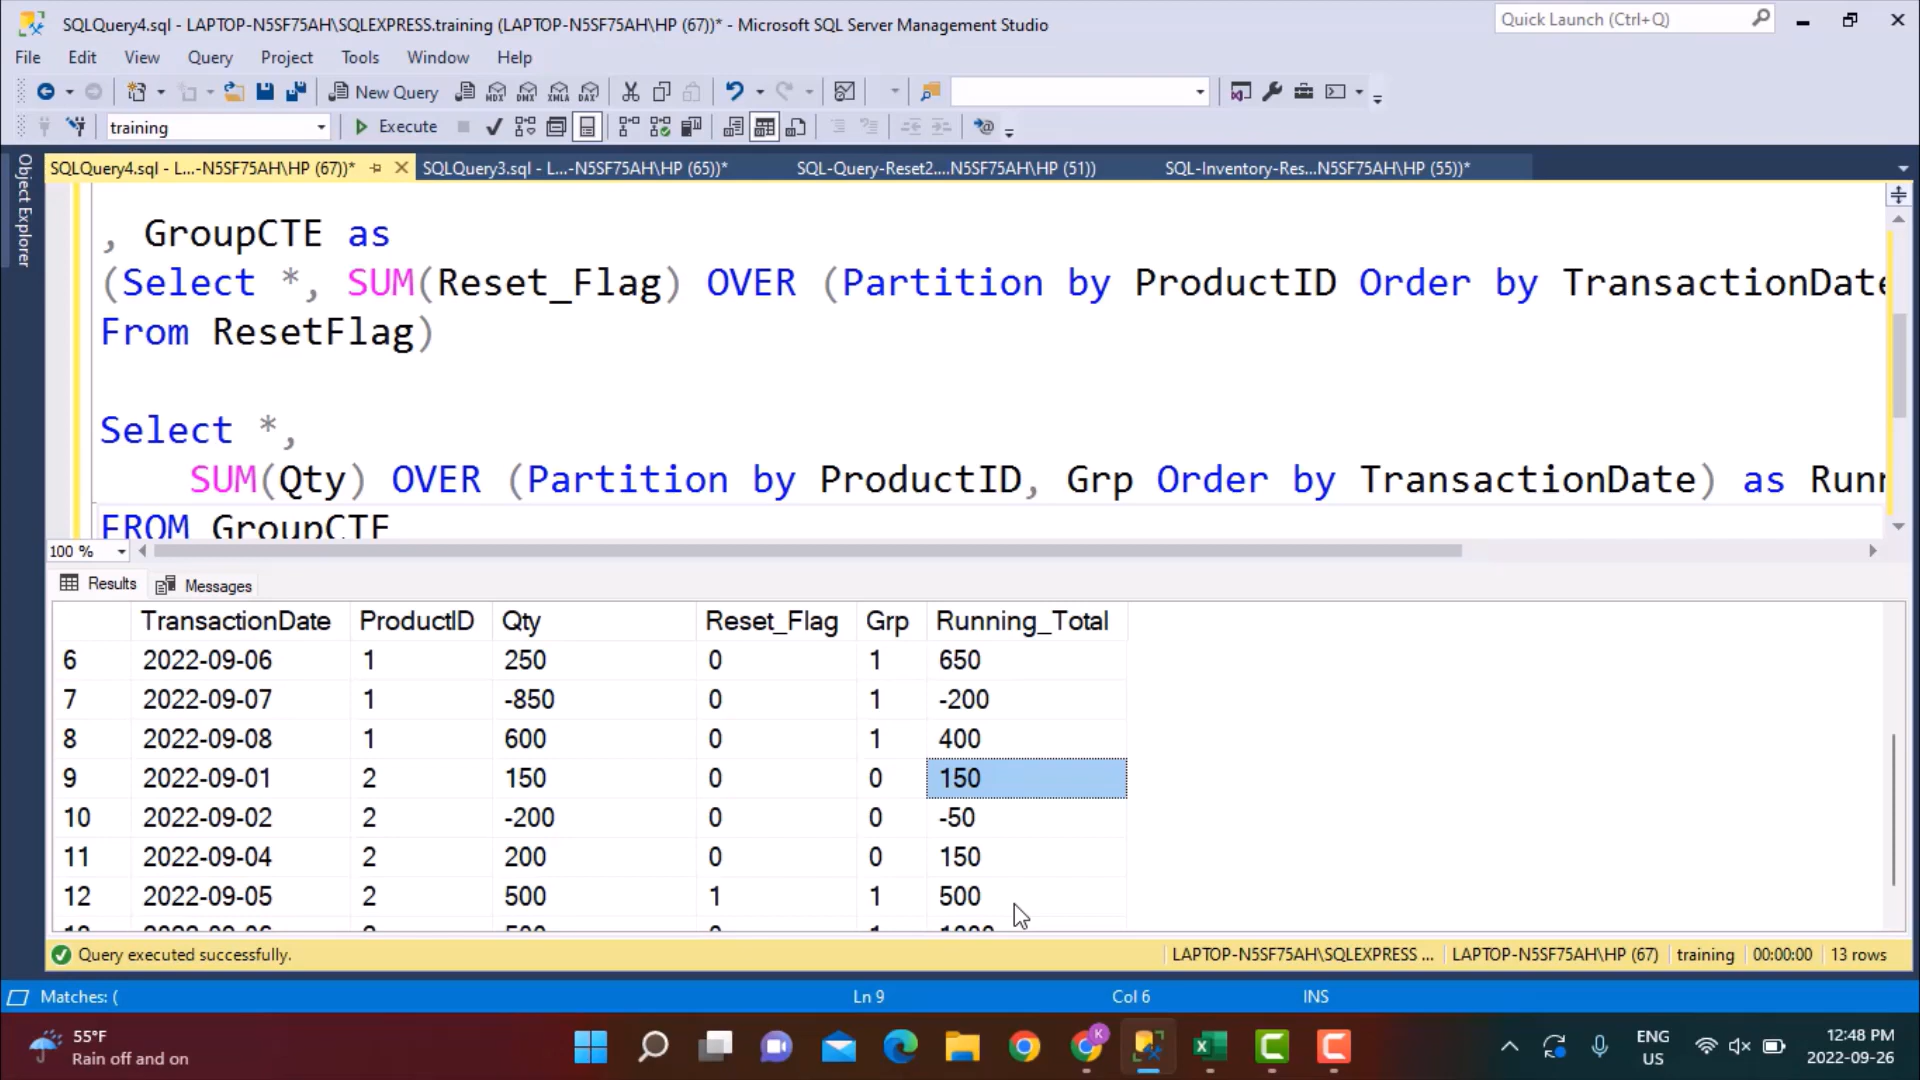 SQLQuery4.sql - LAPTOP-N5SF75AH\SQLEXPRESS.training (LAPTOP-N5SF75AH\HP (67))* - Microsoft SQL Server Management Studio
Quick Launch (Ctrl+Q)
File Edit View Query Project Tools Window Help
New Query MDX DMX XMLA DAX
training Execute
Object Explorer
SQLQuery4.sql - L...-N5SF75AH\HP (67))* SQLQuery3.sql - L...-N5SF75AH\HP (65))* SQL-Query-Reset2....N5SF75AH\HP (51)) SQL-Inventory-Res...N5SF75AH\HP (55))*
, GroupCTE as
(Select *, SUM(Reset_Flag) OVER (Partition by ProductID Order by TransactionDate
From ResetFlag)
Select *,
SUM(Qty) OVER (Partition by ProductID, Grp Order by TransactionDate) as Runn
FROM GroupCTE
100 %
Results Messages
TransactionDate ProductID Qty Reset_Flag Grp Running_Total
6 2022-09-06 1 250 0 1 650
7 2022-09-07 1 -850 0 1 -200
8 2022-09-08 1 600 0 1 400
9 2022-09-01 2 150 0 0 150
10 2022-09-02 2 -200 0 0 -50
11 2022-09-04 2 200 0 0 150
12 2022-09-05 2 500 1 1 500
Query executed successfully. LAPTOP-N5SF75AH\SQLEXPRESS ... LAPTOP-N5SF75AH\HP (67) training 00:00:00 13 rows
Matches: ( Ln 9 Col 6 INS
55°F
Rain off and on
K
ENG
US
12:48 PM
2022-09-26